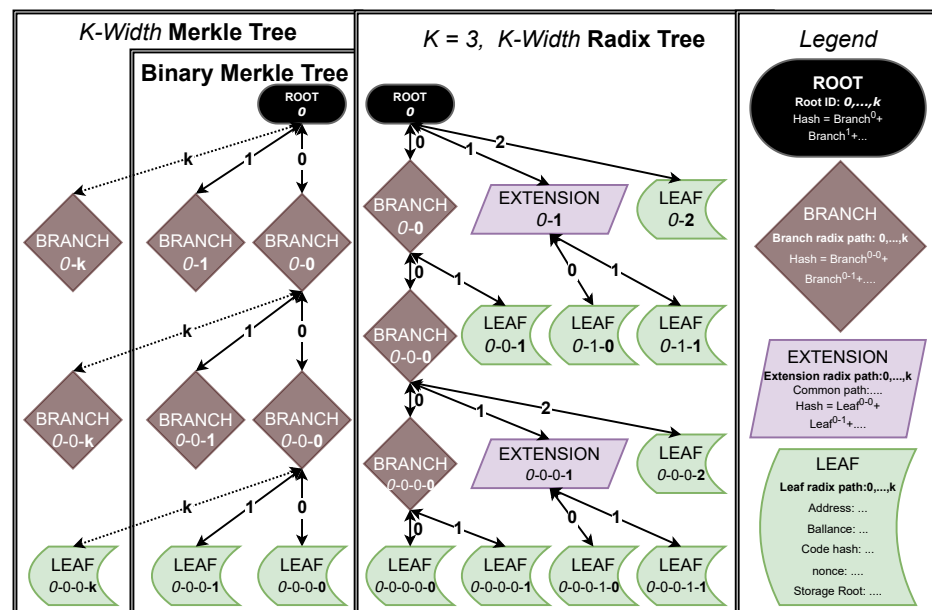 K-Width Merkle Tree
Binary Merkle Tree
ROOT
0
k
1
0
BRANCH
0-k
BRANCH
0-1
BRANCH
0-0
k
1
0
BRANCH
0-0-k
BRANCH
0-0-1
BRANCH
0-0-0
k
1
0
LEAF
0-0-0-k
LEAF
0-0-0-1
LEAF
0-0-0-0
K = 3, K-Width Radix Tree
ROOT
0
0
1
2
BRANCH
0-0
EXTENSION
0-1
LEAF
0-2
0
1
0
1
BRANCH
0-0-0
LEAF
0-0-1
LEAF
0-1-0
LEAF
0-1-1
0
1
2
BRANCH
0-0-0-0
EXTENSION
0-0-0-1
LEAF
0-0-0-2
0
1
0
1
LEAF
0-0-0-0-0
LEAF
0-0-0-0-1
LEAF
0-0-0-1-0
LEAF
0-0-0-1-1
Legend
ROOT
Root ID: 0,...,k
Hash = Branch0+
Branch1+...
BRANCH
Branch radix path: 0,...,k
Hash = Branch0-0+
Branch0-1+....
EXTENSION
Extension radix path:0,...,k
Common path:....
Hash = Leaf0-0+
Leaf0-1+....
LEAF
Leaf radix path:0,...,k
Address: ...
Ballance: ...
Code hash: ...
nonce: ....
Storage Root: ....